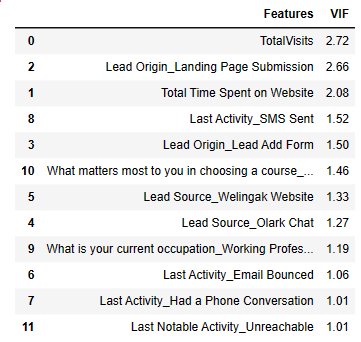 Features VIF
0 TotalVisits 2.72
2 Lead Origin_Landing Page Submission 2.66
1 Total Time Spent on Website 2.08
8 Last Activity_SMS Sent 1.52
3 Lead Origin_Lead Add Form 1.50
10 What matters most to you in choosing a course_... 1.46
5 Lead Source_Welingak Website 1.33
4 Lead Source_Olark Chat 1.27
9 What is your current occupation_Working Profes... 1.19
6 Last Activity_Email Bounced 1.06
7 Last Activity_Had a Phone Conversation 1.01
11 Last Notable Activity_Unreachable 1.01